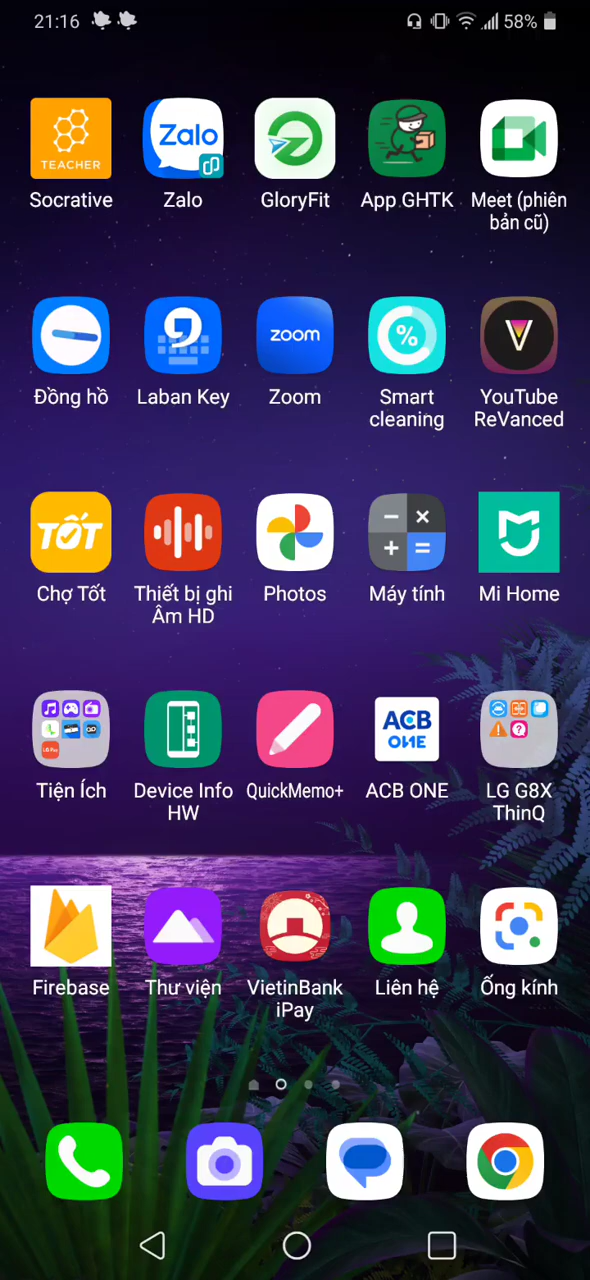 21:16
58%
TEACHER
Zalo
Socrative
Zalo
GloryFit
App GHTK
Meet (phiên
bản cũ)
zoom
%
Đồng hồ
Laban Key
Zoom
Smart
cleaning
YouTube
ReVanced
TỐT
Chợ Tốt
Thiết bị ghi
Âm HD
Photos
Máy tính
Mi Home
ACB
ONE
LG Pay
Tiện Ích
Device Info
HW
QuickMemo+
ACB ONE
LG G8X
ThinQ
Firebase
Thư viện
VietinBank
iPay
Liên hệ
Ống kính